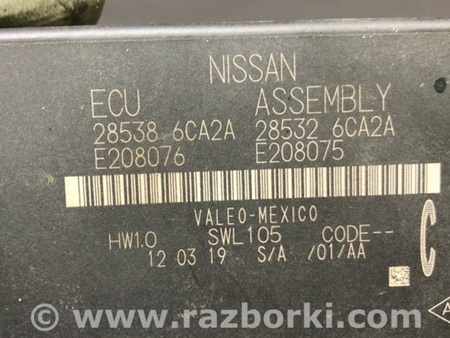 NISSAN
ECU ASSEMBLY
28538 6CA2A 28532 6CA2A
E208076 E208075
VALEO-MEXICO
HW1.0 SWL105 CODE--
12 03 19 S/A /01/AA
C
A
© www.razborki.com